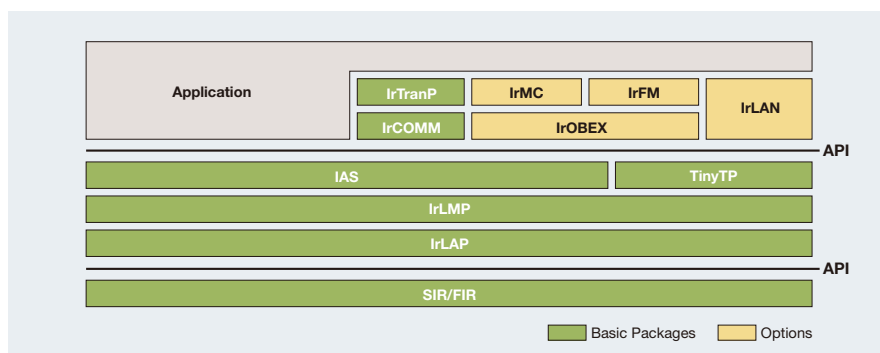 Application
IrTranP
IrMC
IrFM
IrLAN
IrCOMM
IrOBEX
API
IAS
TinyTP
IrLMP
IrLAP
API
SIR/FIR
Basic Packages
Options